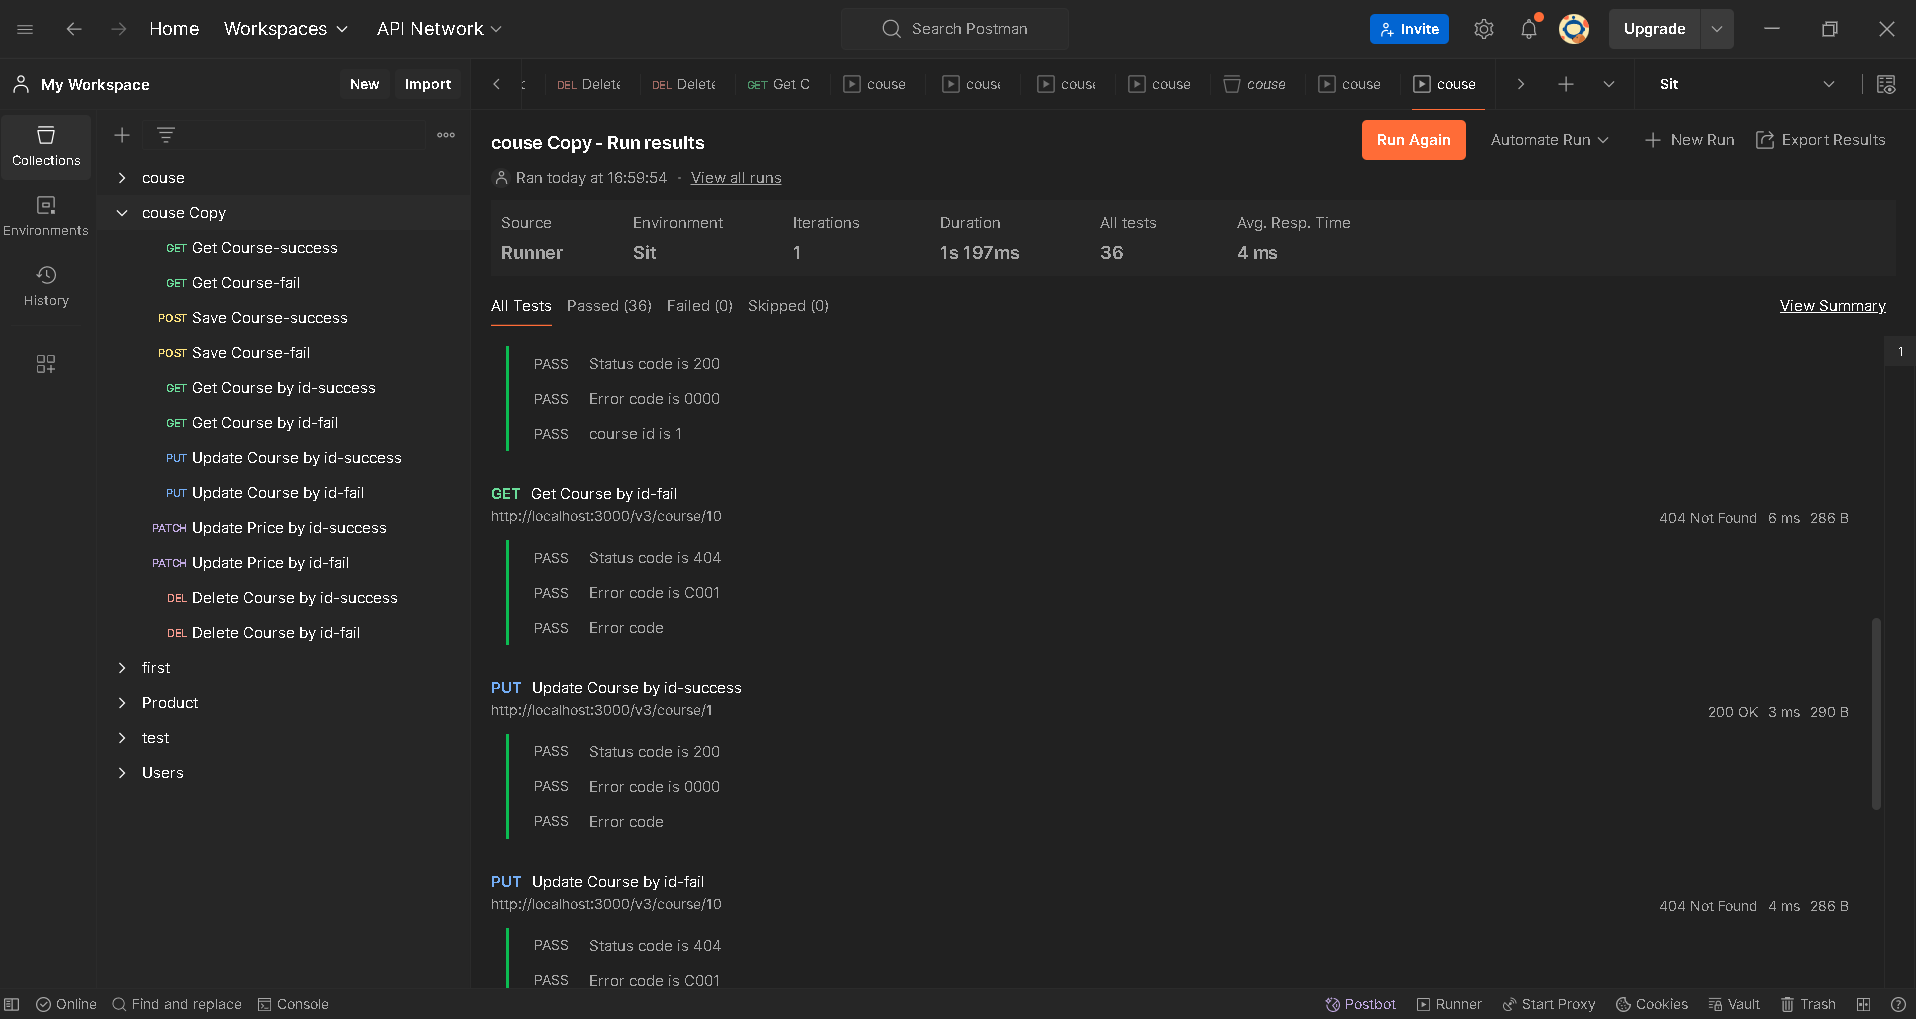 Home Workspaces API Network Search Postman Invite Upgrade
My Workspace New Import
DEL Delete DEL Delete GET Get C couse couse couse couse couse couse couse Sit
Collections
Environments
History
couse
couse Copy
GET Get Course-success
GET Get Course-fail
POST Save Course-success
POST Save Course-fail
GET Get Course by id-success
GET Get Course by id-fail
PUT Update Course by id-success
PUT Update Course by id-fail
PATCH Update Price by id-success
PATCH Update Price by id-fail
DEL Delete Course by id-success
DEL Delete Course by id-fail
first
Product
test
Users
couse Copy - Run results
Run Again Automate Run New Run Export Results
Ran today at 16:59:54 · View all runs
Source Environment Iterations Duration All tests Avg. Resp. Time
Runner Sit 1 1s 197ms 36 4 ms
All Tests Passed (36) Failed (0) Skipped (0) View Summary
1
PASS Status code is 200
PASS Error code is 0000
PASS course id is 1
GET Get Course by id-fail
http://localhost:3000/v3/course/10
404 Not Found 6 ms 286 B
PASS Status code is 404
PASS Error code is C001
PASS Error code
PUT Update Course by id-success
http://localhost:3000/v3/course/1
200 OK 3 ms 290 B
PASS Status code is 200
PASS Error code is 0000
PASS Error code
PUT Update Course by id-fail
http://localhost:3000/v3/course/10
404 Not Found 4 ms 286 B
PASS Status code is 404
PASS Error code is C001
Online Find and replace Console Postbot Runner Start Proxy Cookies Vault Trash